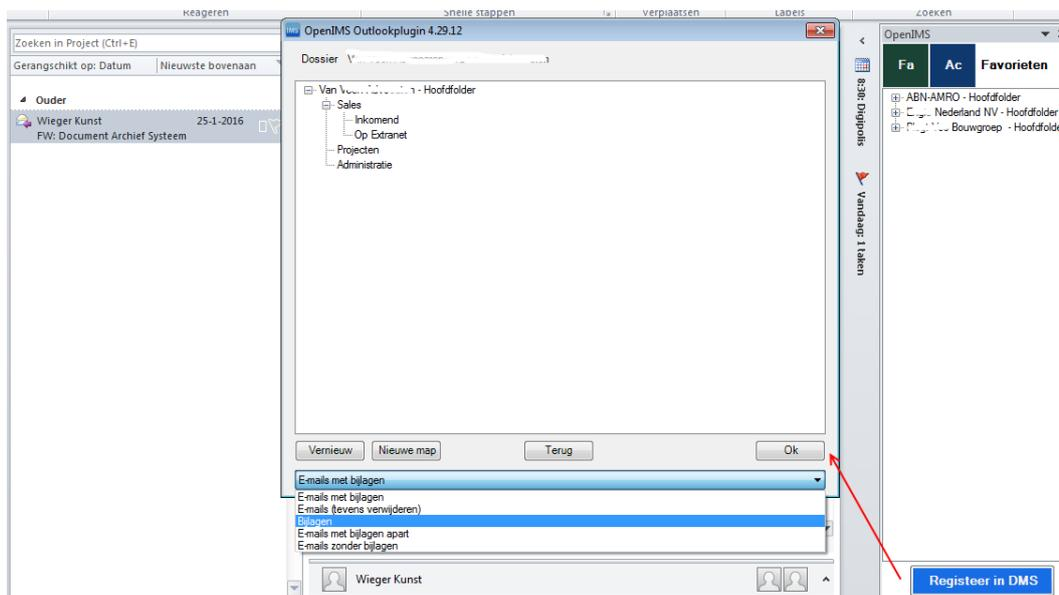 Reageren
Snelle stappen
Verplaatsen
Labels
Zoeken
Zoeken in Project (Ctrl+E)
Gerangschikt op: Datum
Nieuwste bovenaan
Ouder
Wieger Kunst
25-1-2016
FW: Document Archief Systeem
IMS OpenIMS Outlookplugin 4.29.12
Dossier
Van - Hoofdfolder
Sales
Inkomend
Op Extranet
Projecten
Administratie
Vernieuw
Nieuwe map
Terug
Ok
E-mails met bijlagen
E-mails met bijlagen
E-mails (tevens verwijderen)
Bijlagen
E-mails met bijlagen apart
E-mails zonder bijlagen
Wieger Kunst
8:30: Digipolis
Vandaag: 1 taken
OpenIMS
Fa
Ac
Favorieten
ABN-AMRO - Hoofdfolder
Nederland NV - Hoofdfolder
Bouwgroep - Hoofdfolde
Registeer in DMS